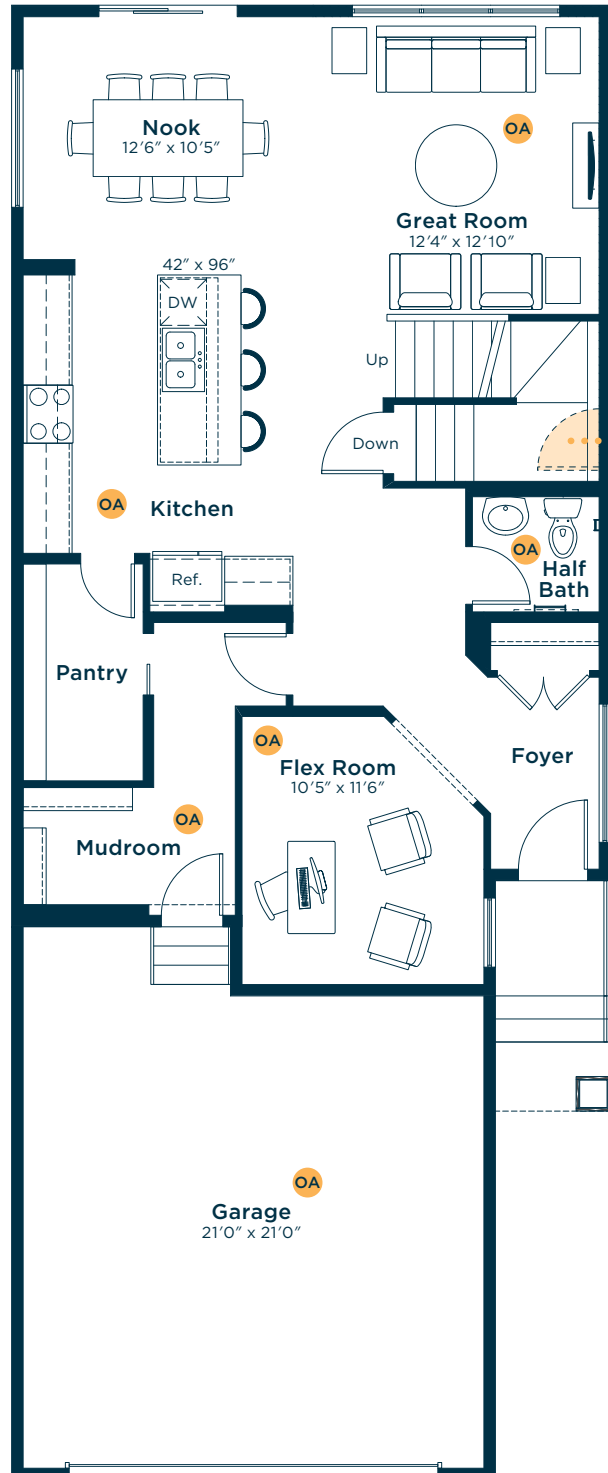 Nook
12′6″ x 10′5″
OA
Great Room
12′4″ x 12′10″
42″ x 96″
DW
Up
Down
OA
Kitchen
OA
Half
Bath
Ref.
Pantry
OA
Flex Room
10′5″ x 11′6″
Foyer
OA
Mudroom
OA
Garage
21′0″ x 21′0″